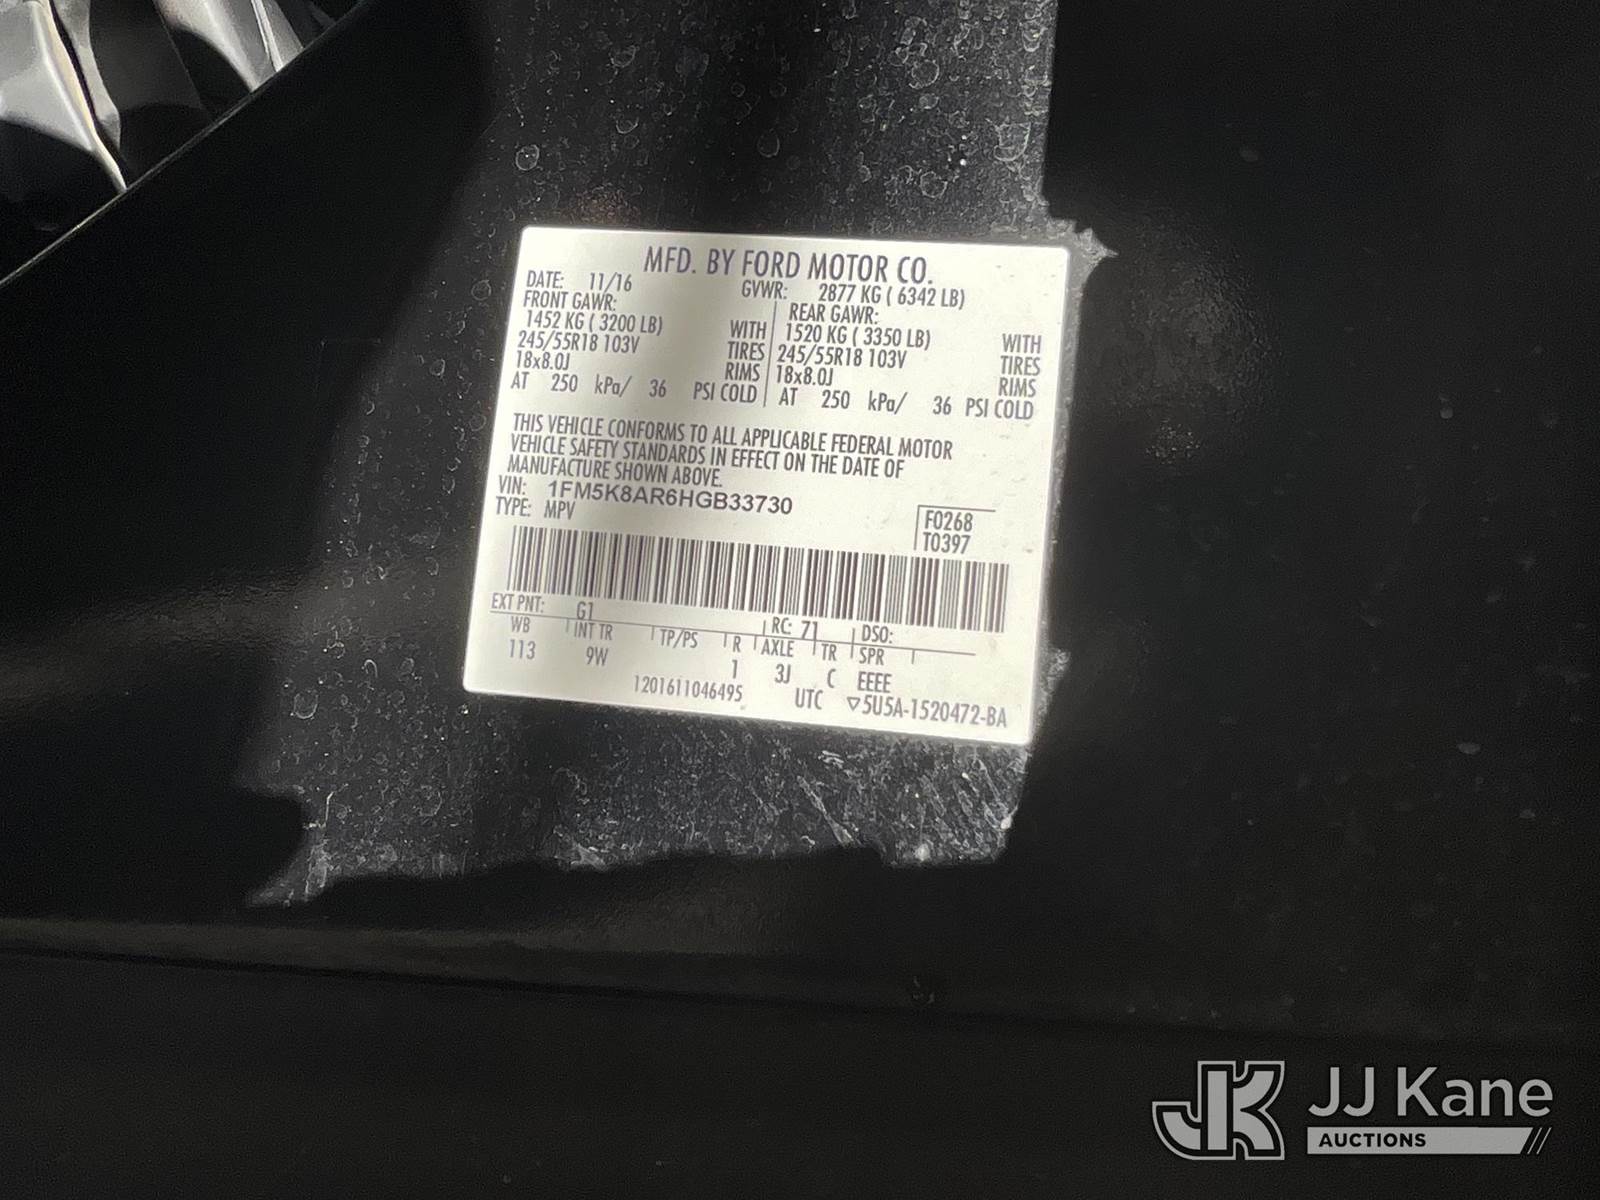 MFD. BY FORD MOTOR CO.
DATE: 11/16 GVWR: 2877 KG ( 6342 LB)
FRONT GAWR: REAR GAWR:
1452 KG ( 3200 LB) WITH 1520 KG ( 3350 LB) WITH
245/55R18 103V TIRES 245/55R18 103V TIRES
18x8.0J RIMS 18x8.0J RIMS
AT 250 kPa/ 36 PSI COLD AT 250 kPa/ 36 PSI COLD
THIS VEHICLE CONFORMS TO ALL APPLICABLE FEDERAL MOTOR
VEHICLE SAFETY STANDARDS IN EFFECT ON THE DATE OF
MANUFACTURE SHOWN ABOVE.
VIN: 1FM5K8AR6HGB33730
TYPE: MPV
F0268
T0397
EXT PNT: G1 RC: 71 DSO:
WB INT TR TP/PS R AXLE TR SPR
113 9W 1 3J C EEEE
1201611046495 UTC ▽5U5A-1520472-BA
JK JJ Kane
AUCTIONS